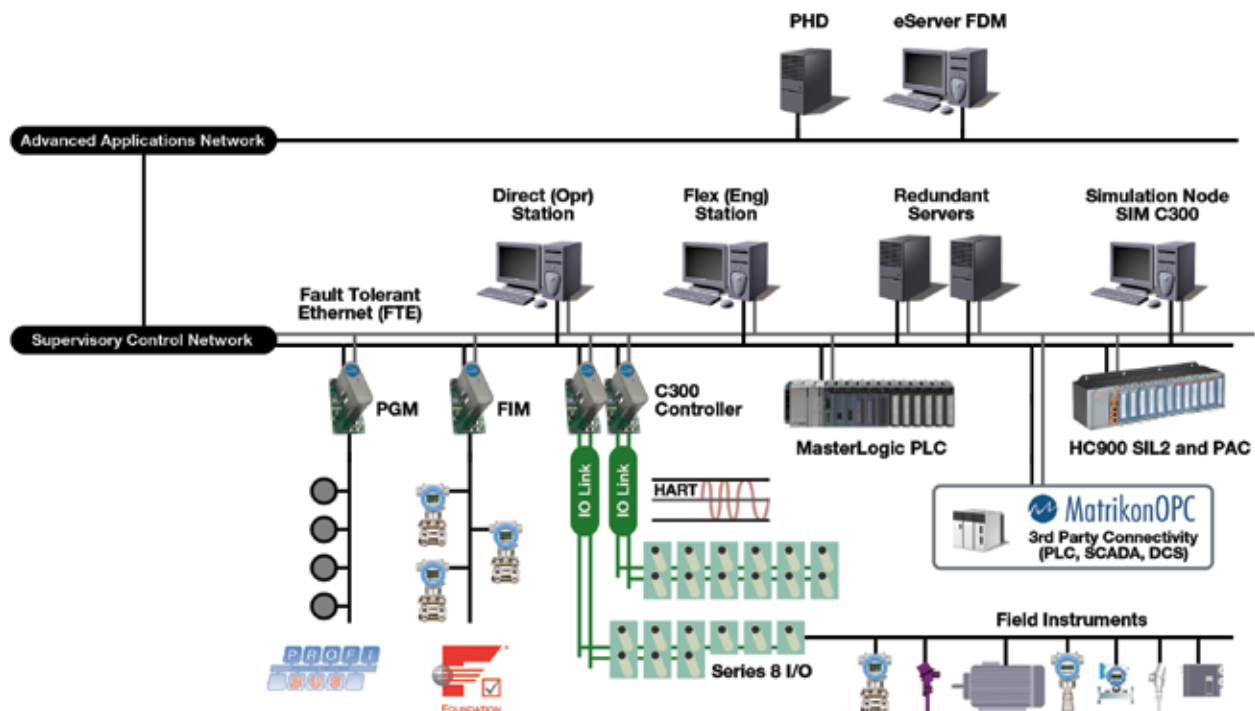 PHD
eServer FDM
Advanced Applications Network
Direct (Opr)
Station
Flex (Eng)
Station
Redundant
Servers
Simulation Node
SIM C300
Fault Tolerant
Ethernet (FTE)
Supervisory Control Network
PGM
FIM
C300
Controller
MasterLogic PLC
HC900 SIL2 and PAC
IO Link
IO Link
HART
MatrikonOPC
3rd Party Connectivity
(PLC, SCADA, DCS)
Field Instruments
Series 8 I/O
PROFI
BUS
FOUNDATION